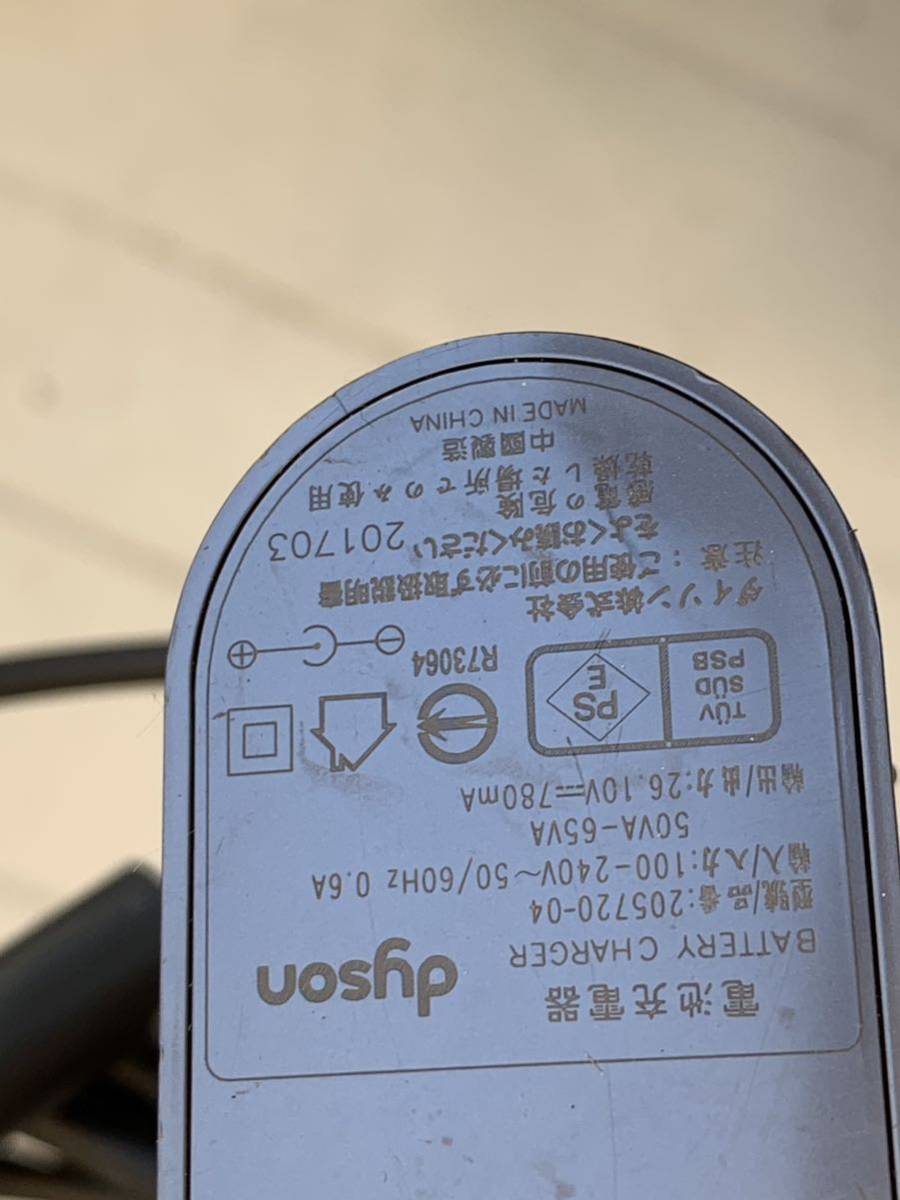 電池充電器
BATTERY CHARGER
dyson
型號/品番:205720-04
輸入/入力:100-240V～50/60Hz 0.6A
50VA-65VA
輸出/出力:26.10V⎓780mA
TÜV
SÜD
PSB
PS
E
R73064
ダイソン株式会社
注意：ご使用の前に必ず取扱説明書
をよくお読みください
201703
感電の危険
乾燥した場所でのみ使用
中國製造
MADE IN CHINA